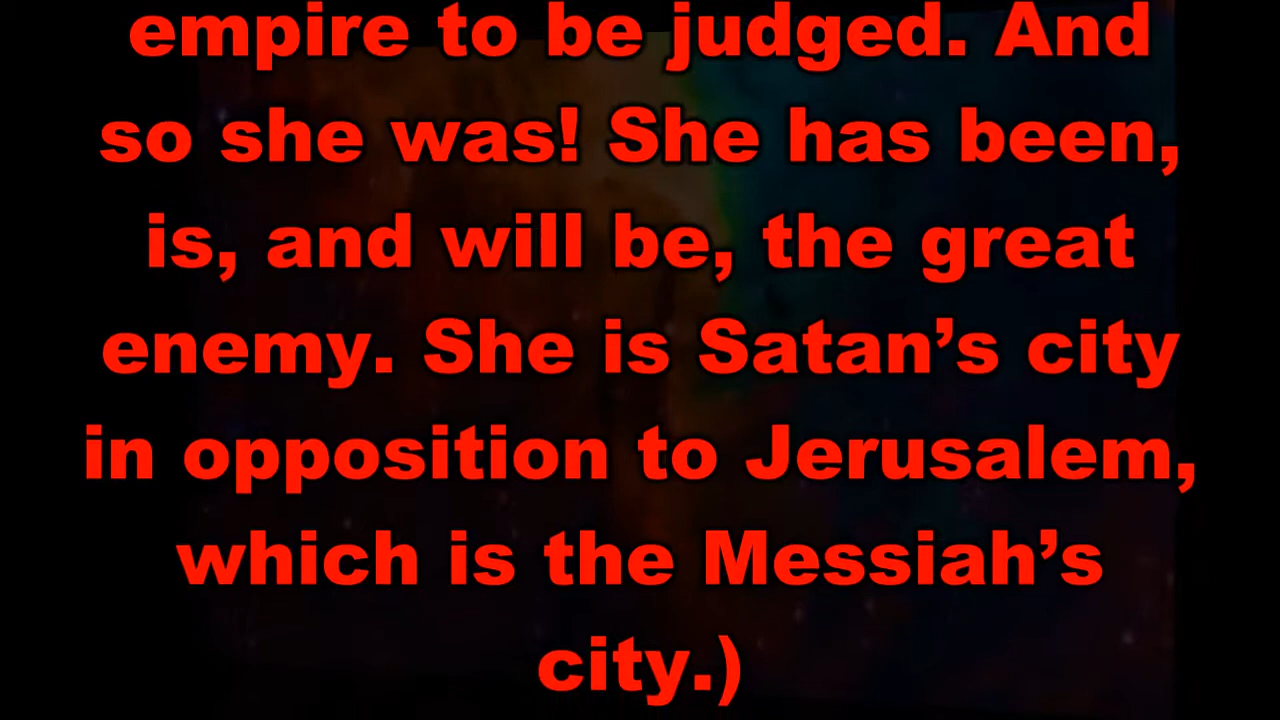 empire to be judged. And
so she was! She has been,
is, and will be, the great
enemy. She is Satan’s city
in opposition to Jerusalem,
which is the Messiah’s
city.)